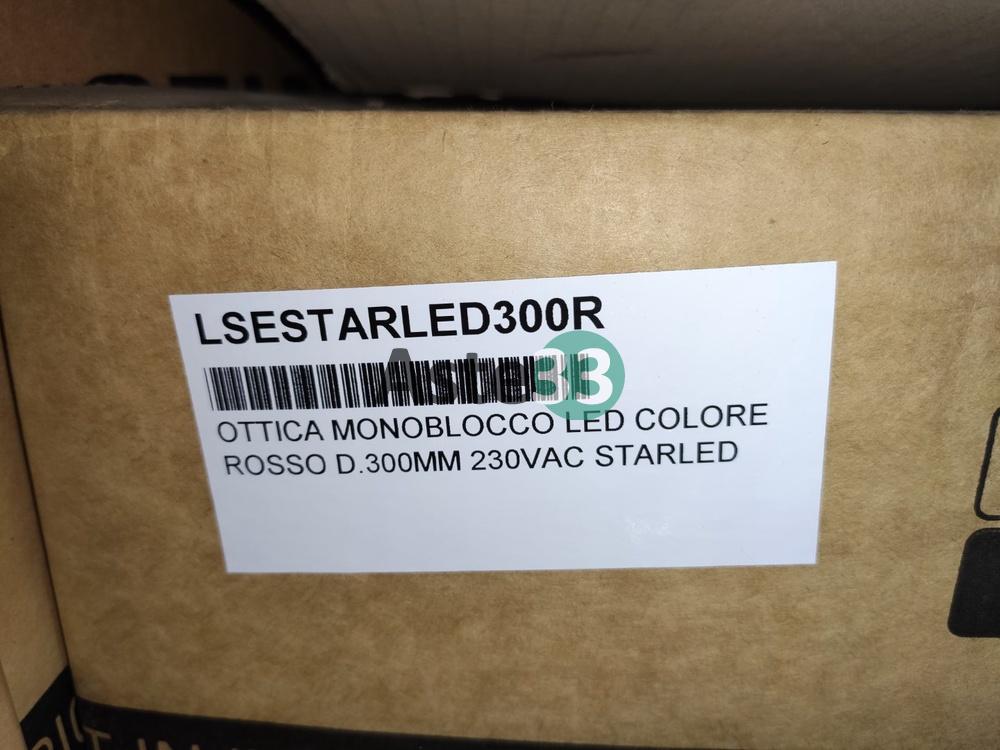 LSESTARLED300R
Aste33
OTTICA MONOBLOCCO LED COLORE
ROSSO D.300MM 230VAC STARLED